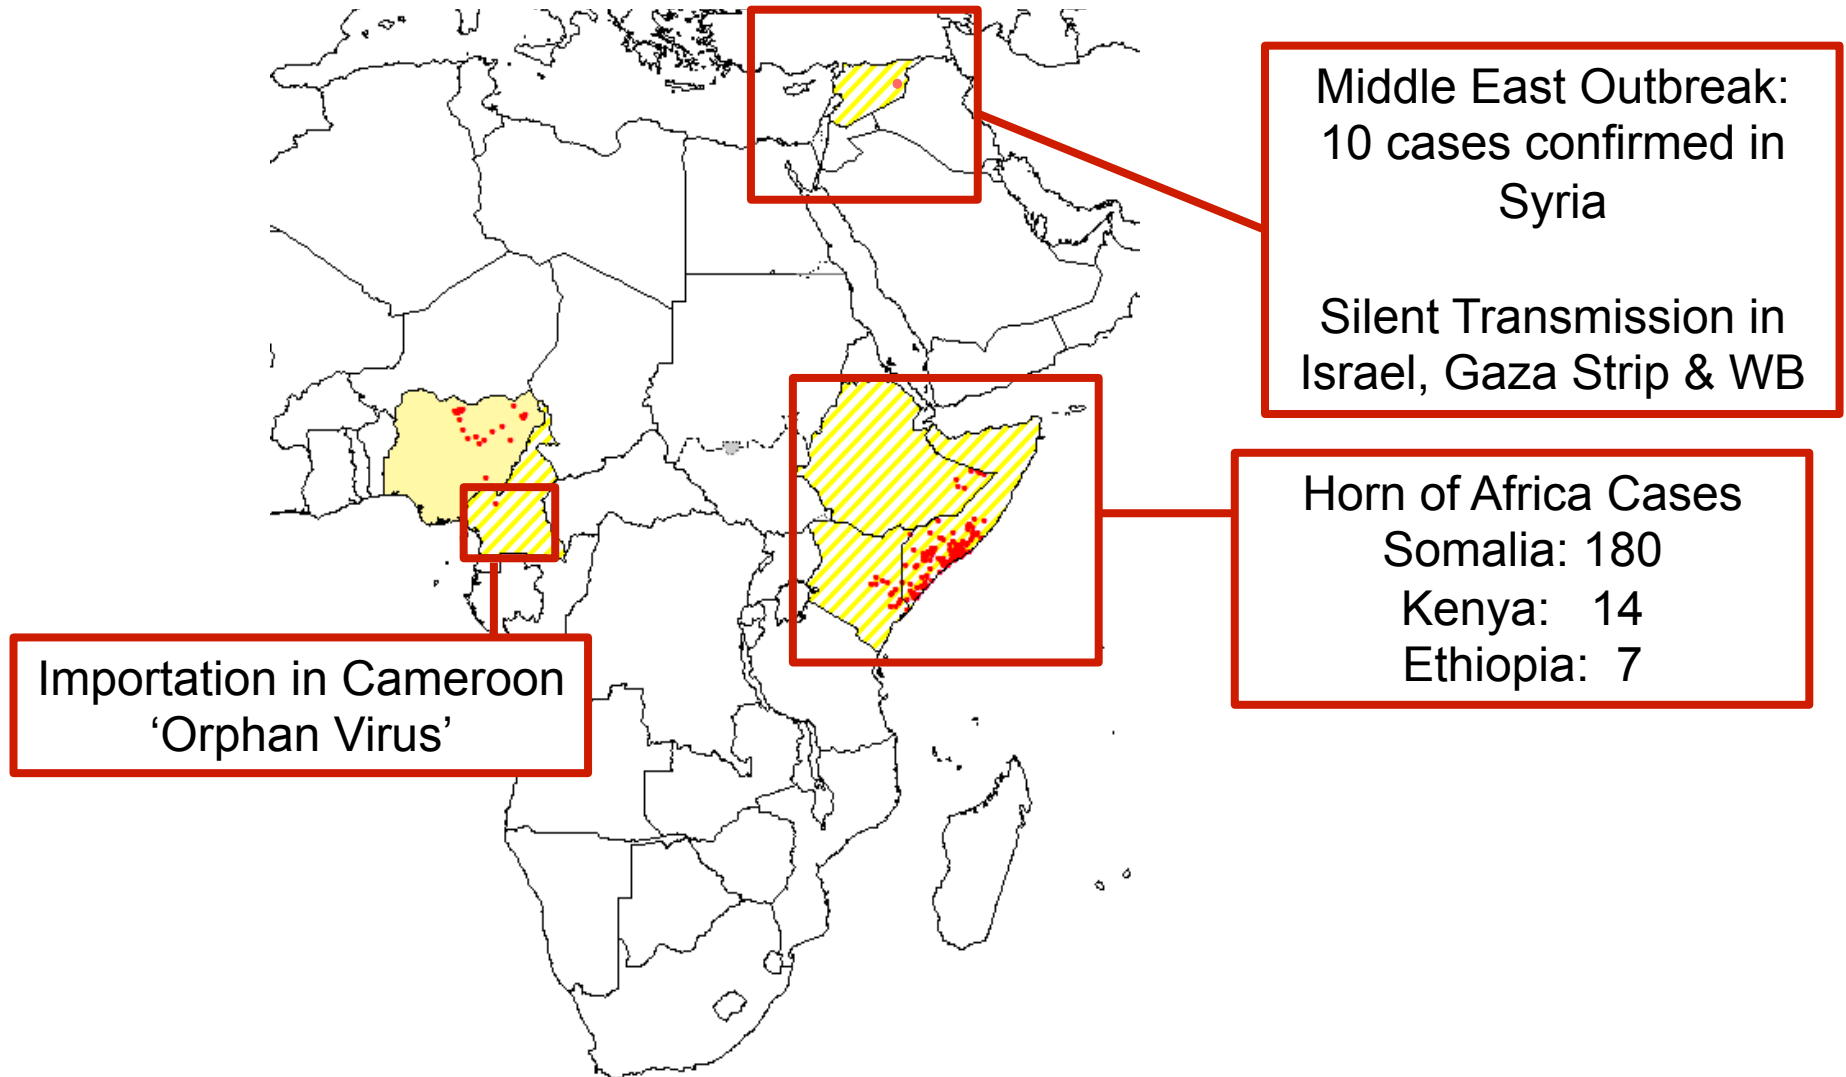 Middle East Outbreak:
10 cases confirmed in
Syria
Silent Transmission in
Israel, Gaza Strip & WB
Horn of Africa Cases
Somalia: 180
Kenya: 14
Ethiopia: 7
Importation in Cameroon
‘Orphan Virus’